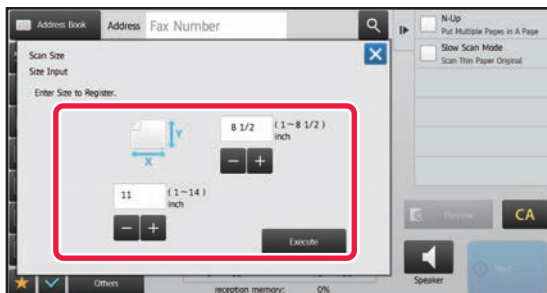 Address Book
Address
Fax Number
N-Up
Put Multiple Pages in A Page
Slow Scan Mode
Scan Thin Paper Original
Scan Size
Size Input
Enter Size to Register.
Y
X
8 1/2
(1~8 1/2)
inch
11
(1~14)
inch
Execute
Preview
CA
Speaker
Start
Others
reception memory:
0%